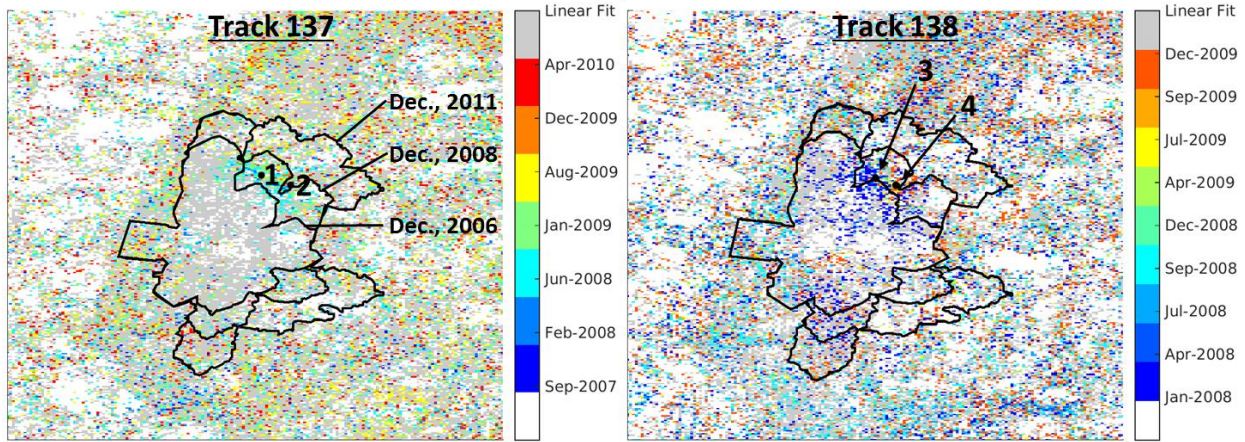 Track 137
Linear Fit
Apr-2010
Dec-2009
Aug-2009
Jan-2009
Jun-2008
Feb-2008
Sep-2007
Dec., 2011
Dec., 2008
Dec., 2006
1
2
Track 138
3
4
Linear Fit
Dec-2009
Sep-2009
Jul-2009
Apr-2009
Dec-2008
Sep-2008
Jul-2008
Apr-2008
Jan-2008